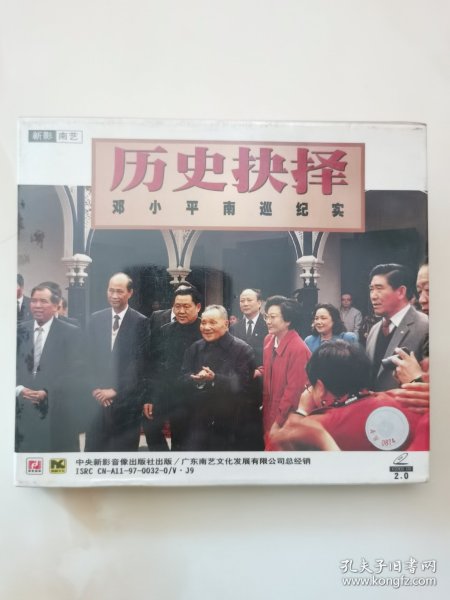 新影 南艺
历史抉择
邓小平南巡纪实
中央新影音像出版社出版/广东南艺文化发展有限公司总经销
ISRC CN-A11-97-0032-0/V·J9
2.0
孔夫子旧书网
www.kongfz.com